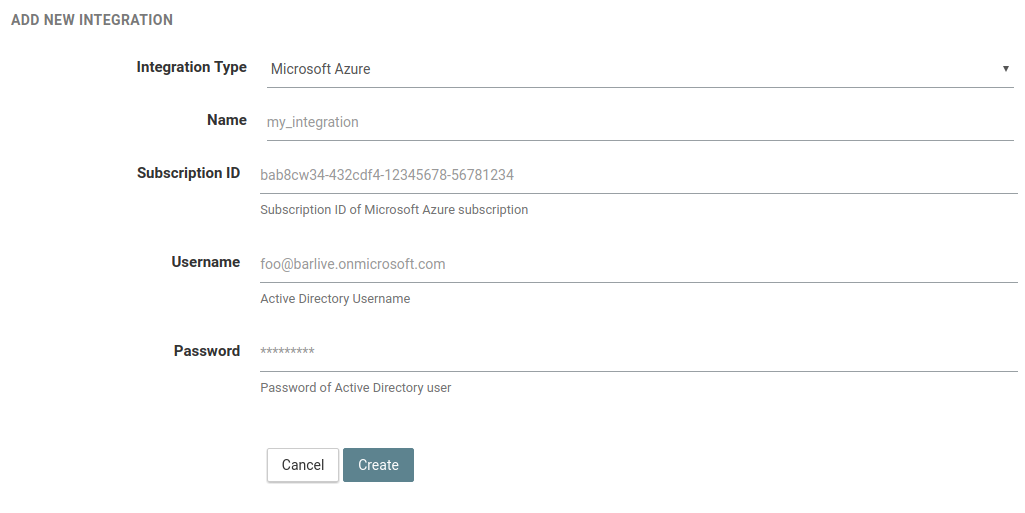 ADD NEW INTEGRATION
Integration Type Microsoft Azure
Name my_integration
Subscription ID bab8cw34-432cdf4-12345678-56781234
Subscription ID of Microsoft Azure subscription
Username foo@barlive.onmicrosoft.com
Active Directory Username
Password *********
Password of Active Directory user
Cancel Create